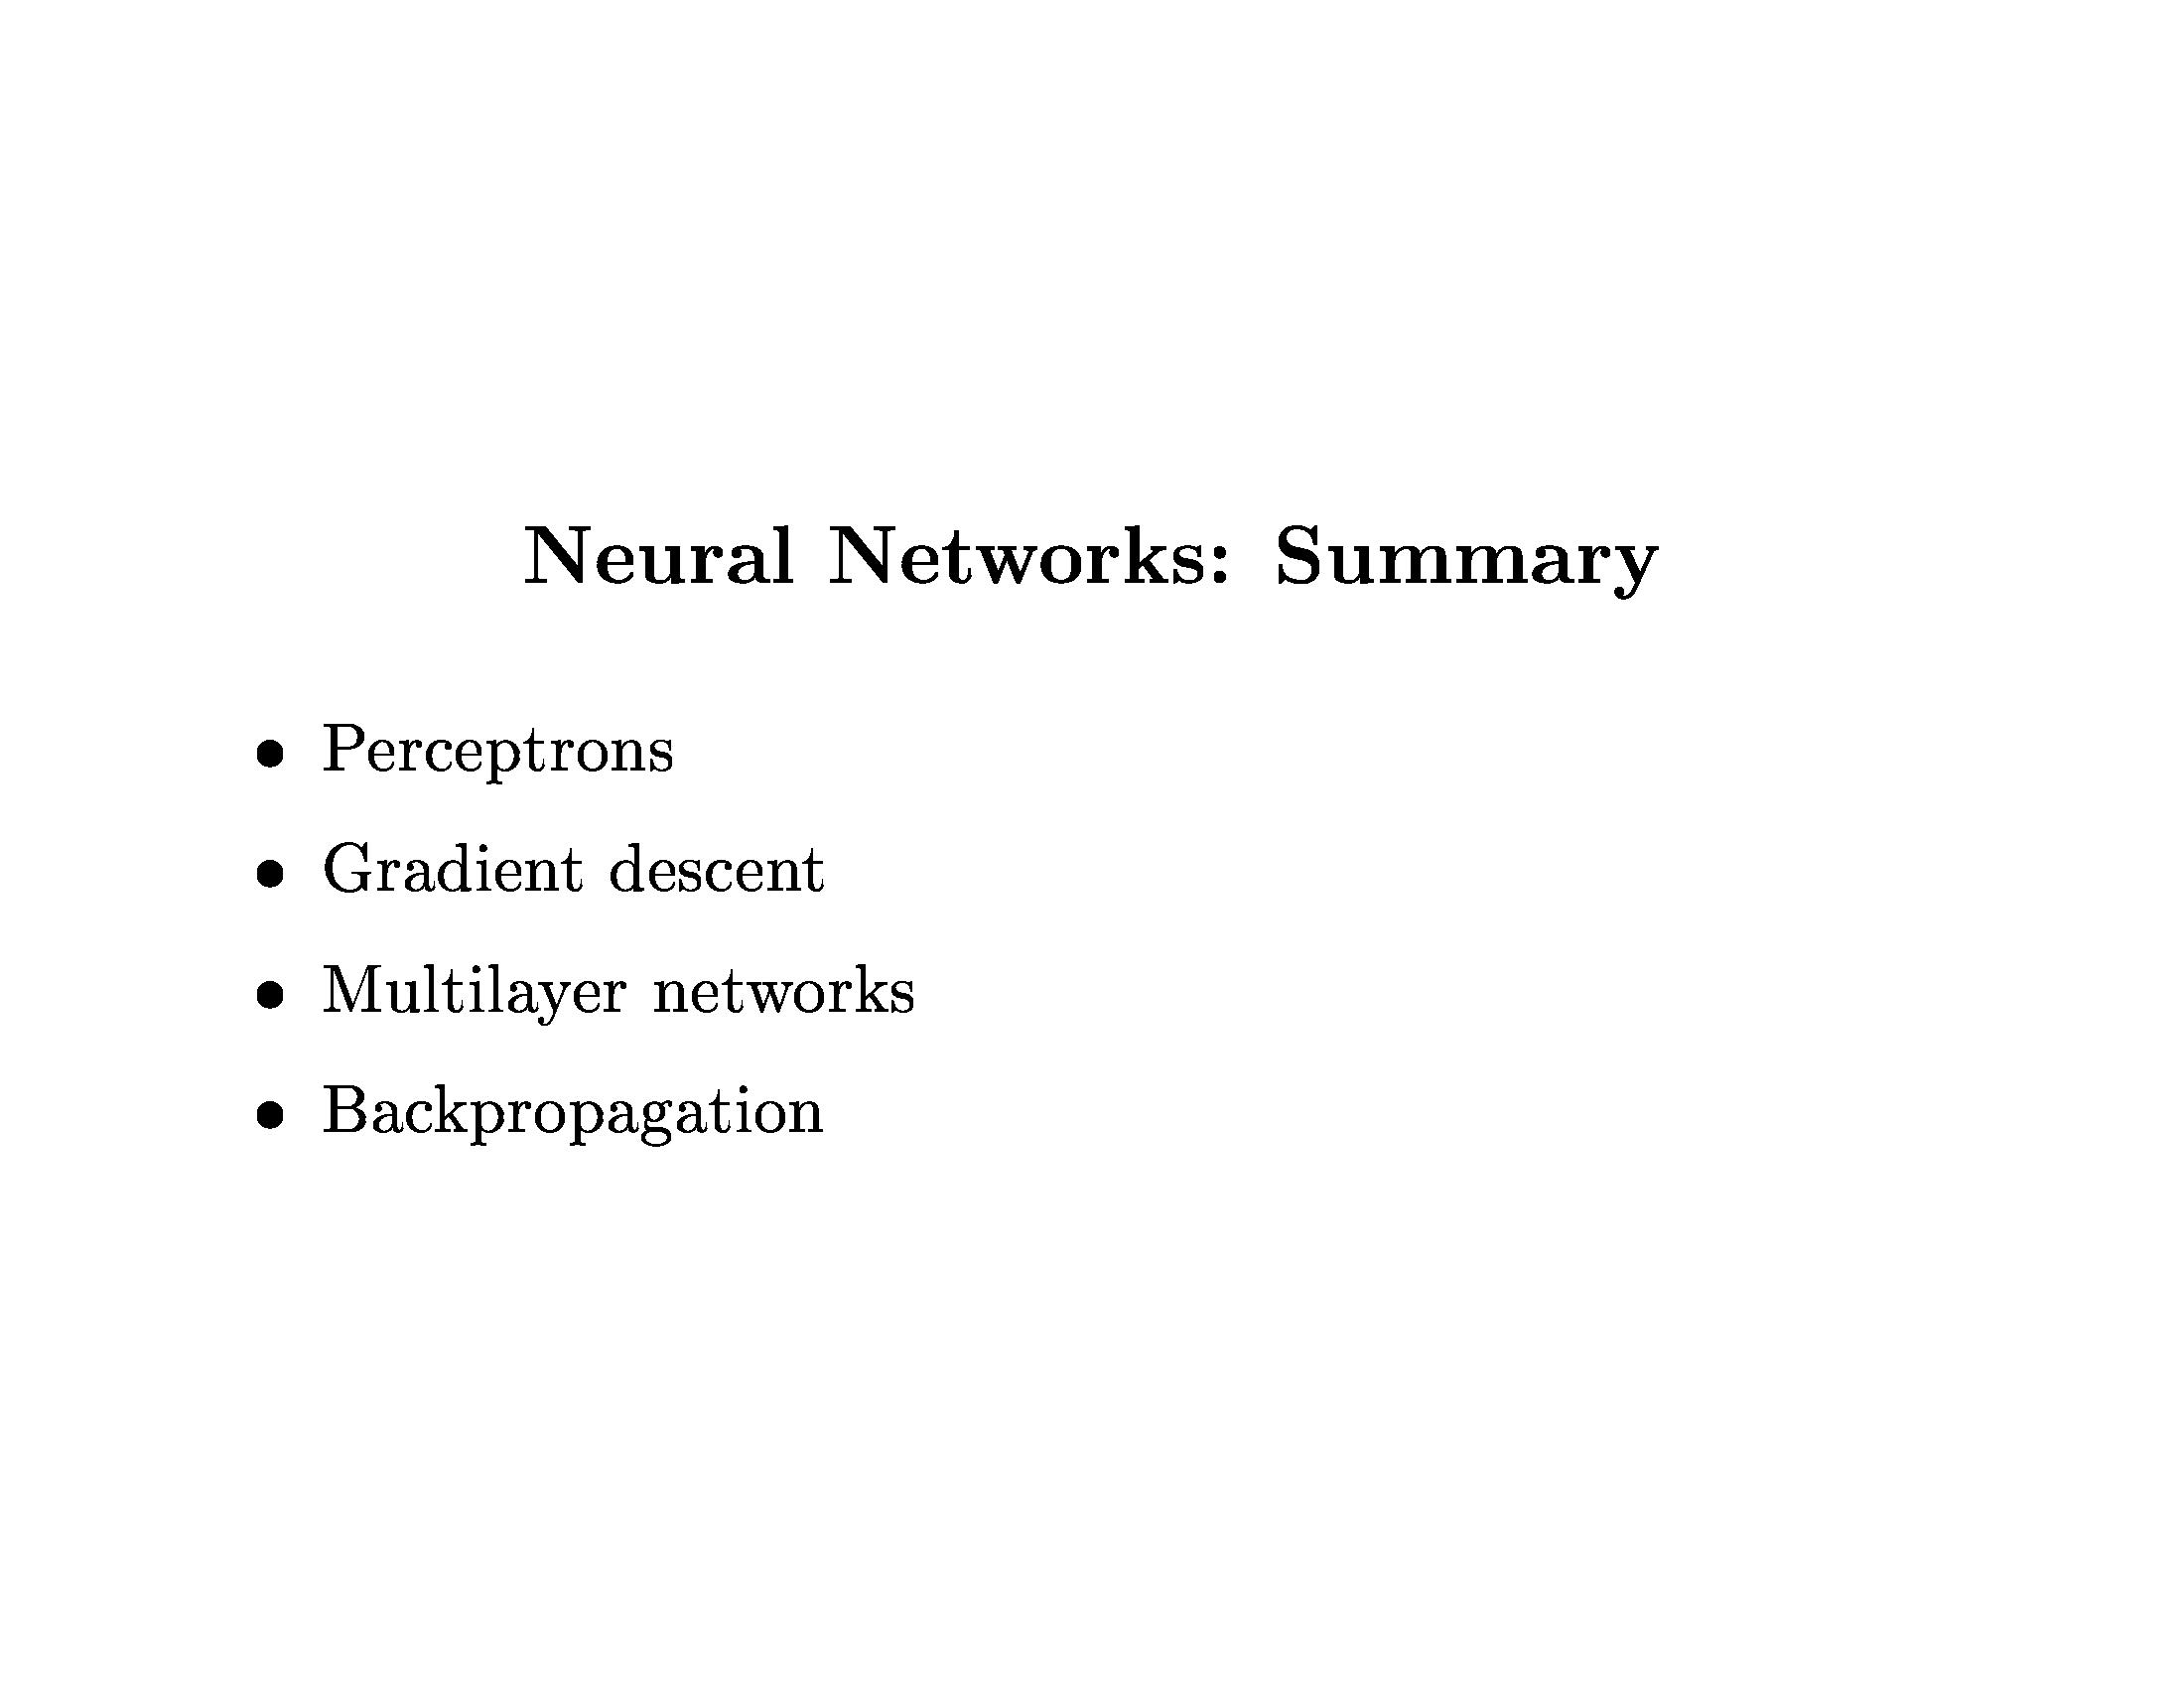 Neural Networks: Summary
• Perceptrons
• Gradient descent
• Multilayer networks
• Backpropagation